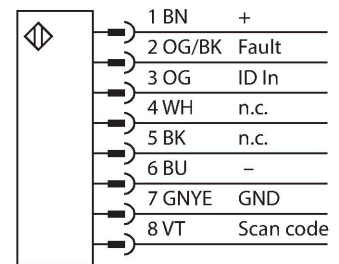 1 BN +
2 OG/BK Fault
3 OG ID In
4 WH n.c.
5 BK n.c.
6 BU –
7 GNYE GND
8 VT Scan code